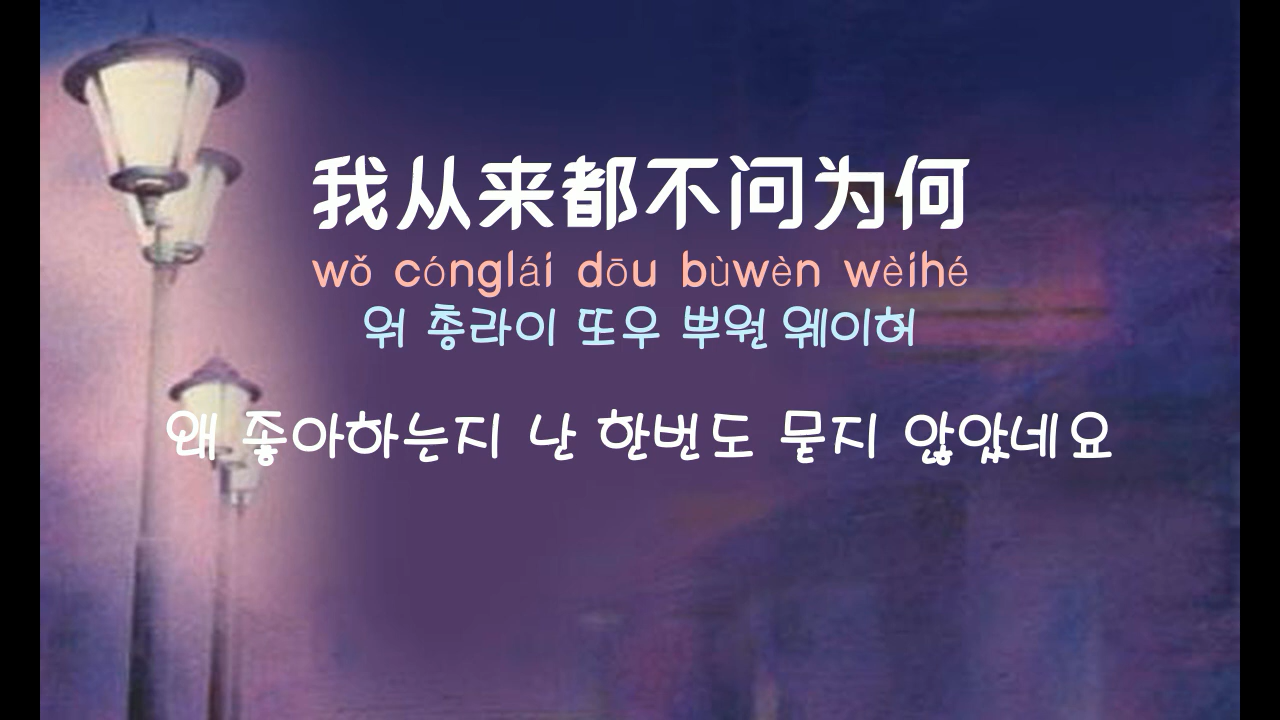 我从来都不问为何
wǒ cónglái dōu bùwèn wèihé
워 총라이 또우 뿌원 웨이허
왜 좋아하는지 난 한번도 묻지 않았네요